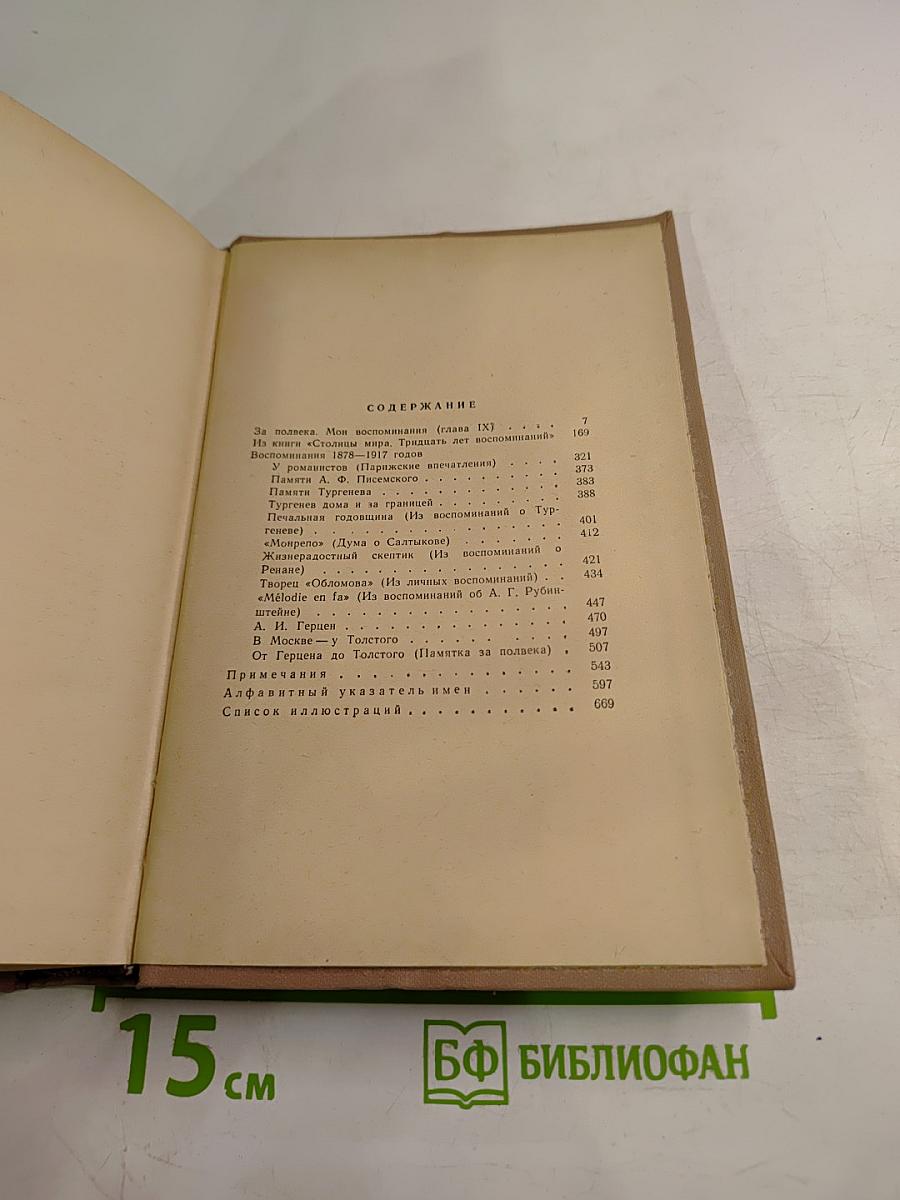 СОДЕРЖАНИЕ
За полвека. Мои воспоминания (глава IX) . . . . 7
Из книги «Столицы мира. Тридцать лет воспоминаний» 169
Воспоминания 1878—1917 годов
У романистов (Парижские впечатления) . . . . 321
Памяти А. Ф. Писемского . . . . . . . . . . 373
Памяти Тургенева . . . . . . . . . . . . . 383
Тургенев дома и за границей . . . . . . . . . 388
Печальная годовщина (Из воспоминаний о Тур-
геневе) . . . . . . . . . . . . . . . . . . 401
«Монрепо» (Дума о Салтыкове) . . . . . . . 412
Жизнерадостный скептик (Из воспоминаний о
Ренане) . . . . . . . . . . . . . . . . . . 421
Творец «Обломова» (Из личных воспоминаний) . . 434
«Mélodie en fa» (Из воспоминаний об А. Г. Рубин-
штейне) . . . . . . . . . . . . . . . . . 447
А. И. Герцен . . . . . . . . . . . . . . . 470
В Москве — у Толстого . . . . . . . . . . 497
От Герцена до Толстого (Памятка за полвека) . 507
Примечания . . . . . . . . . . . . . . . 543
Алфавитный указатель имен . . . . . . 597
Список иллюстраций . . . . . . . . . . . 669
15 см
БФ БИБЛИОФАН